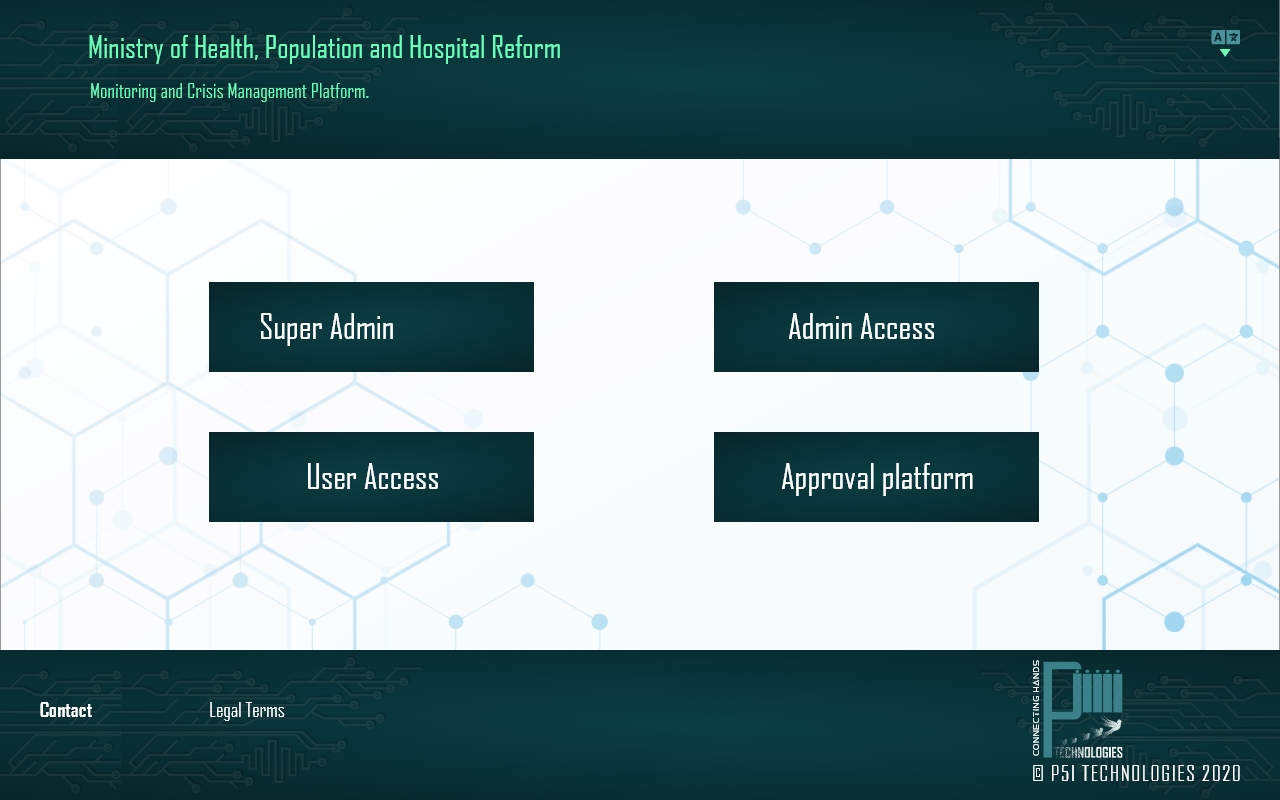 Ministry of Health, Population and Hospital Reform
Monitoring and Crisis Management Platform.
A 文
Super Admin
Admin Access
User Access
Approval platform
Contact
Legal Terms
CONNECTING HANDS
TECHNOLOGIES
© P5I TECHNOLOGIES 2020